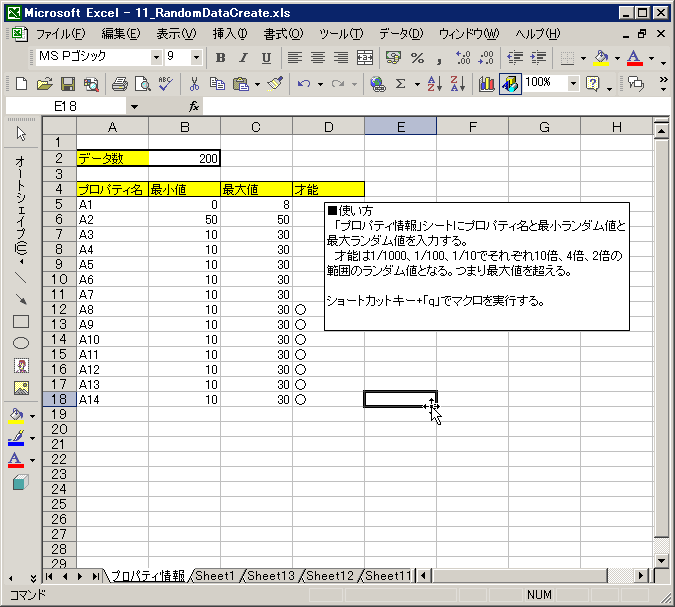 Microsoft Excel - 11_RandomDataCreate.xls
ファイル(F) 編集(E) 表示(V) 挿入(I) 書式(O) ツール(T) データ(D) ウィンドウ(W) ヘルプ(H)
MS Pゴシック 9 B I U % , .00 .0
ABC Σ A Z Z A 100% ?
E18 fx
A B C D E F G H
1
2 データ数 200
3
4 プロパティ名 最小値 最大値 才能
5 A1 0 8
6 A2 50 50
7 A3 10 30
8 A4 10 30
9 A5 10 30
10 A6 10 30
11 A7 10 30
12 A8 10 30 ○
13 A9 10 30 ○
14 A10 10 30 ○
15 A11 10 30 ○
16 A12 10 30 ○
17 A13 10 30 ○
18 A14 10 30 ○
19
20
21
22
23
24
25
26
27
28
29
■使い方
「プロパティ情報」シートにプロパティ名と最小ランダム値と
最大ランダム値を入力する。
才能は1/1000、1/100、1/10でそれぞれ10倍、4倍、2倍の
範囲のランダム値となる。つまり最大値を超える。
ショートカットキー+「q」でマクロを実行する。
オートシェイプ(U)
A
プロパティ情報 Sheet1 Sheet13 Sheet12 Sheet11
コマンド NUM